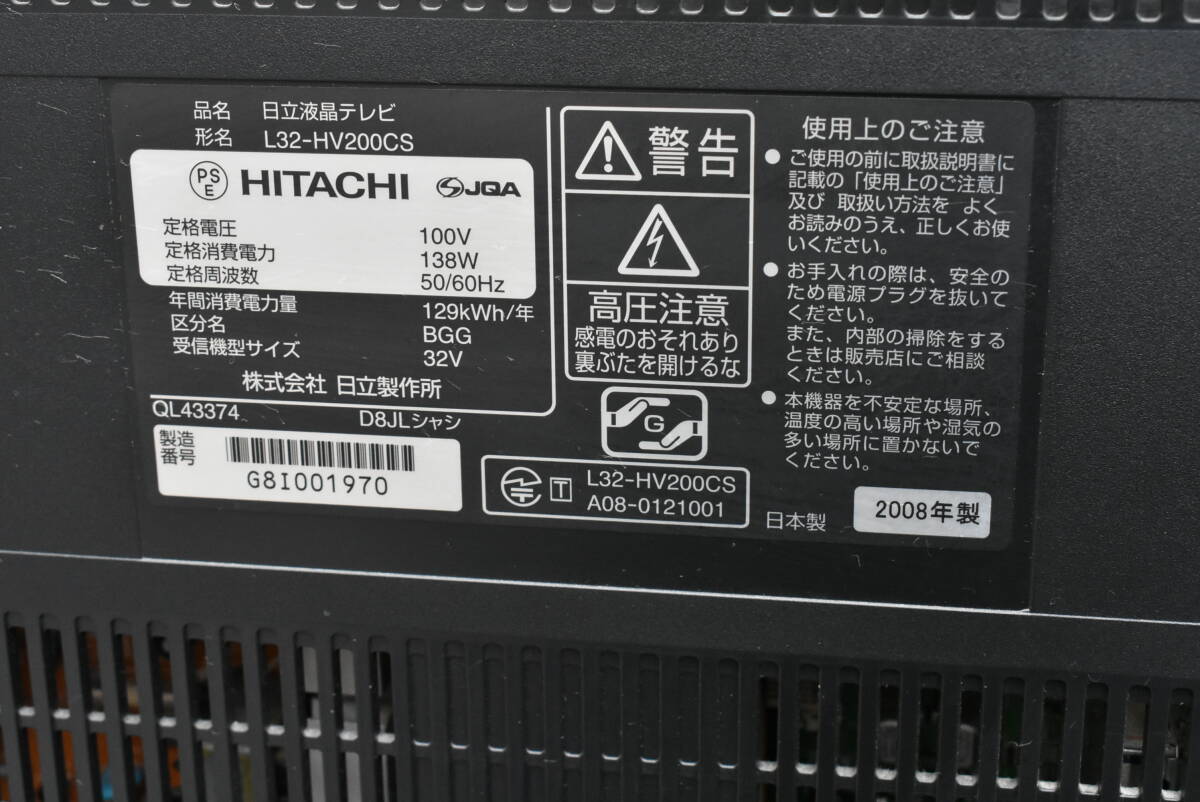 品名 日立液晶テレビ
形名 L32-HV200CS
PS
E
HITACHI JQA
定格電圧 100V
定格消費電力 138W
定格周波数 50/60Hz
年間消費電力量 129kWh/年
区分名 BGG
受信機型サイズ 32V
株式会社 日立製作所
QL43374 D8JLシャシ
製造
番号
G8I001970
警告
高圧注意
感電のおそれあり
裏ぶたを開けるな
G
T
L32-HV200CS
A08-0121001
使用上のご注意
● ご使用の前に取扱説明書に
記載の「使用上のご注意」
及び 取扱い方法を よく
お読みのうえ、正しくお使
いください。
● お手入れの際は、安全の
ため電源プラグを抜いて
ください。
また、内部の掃除をする
ときは販売店にご相談
ください。
● 本機器を不安定な場所、
温度の高い場所や湿気の
多い場所に置かないで
ください。
日本製 2008年製